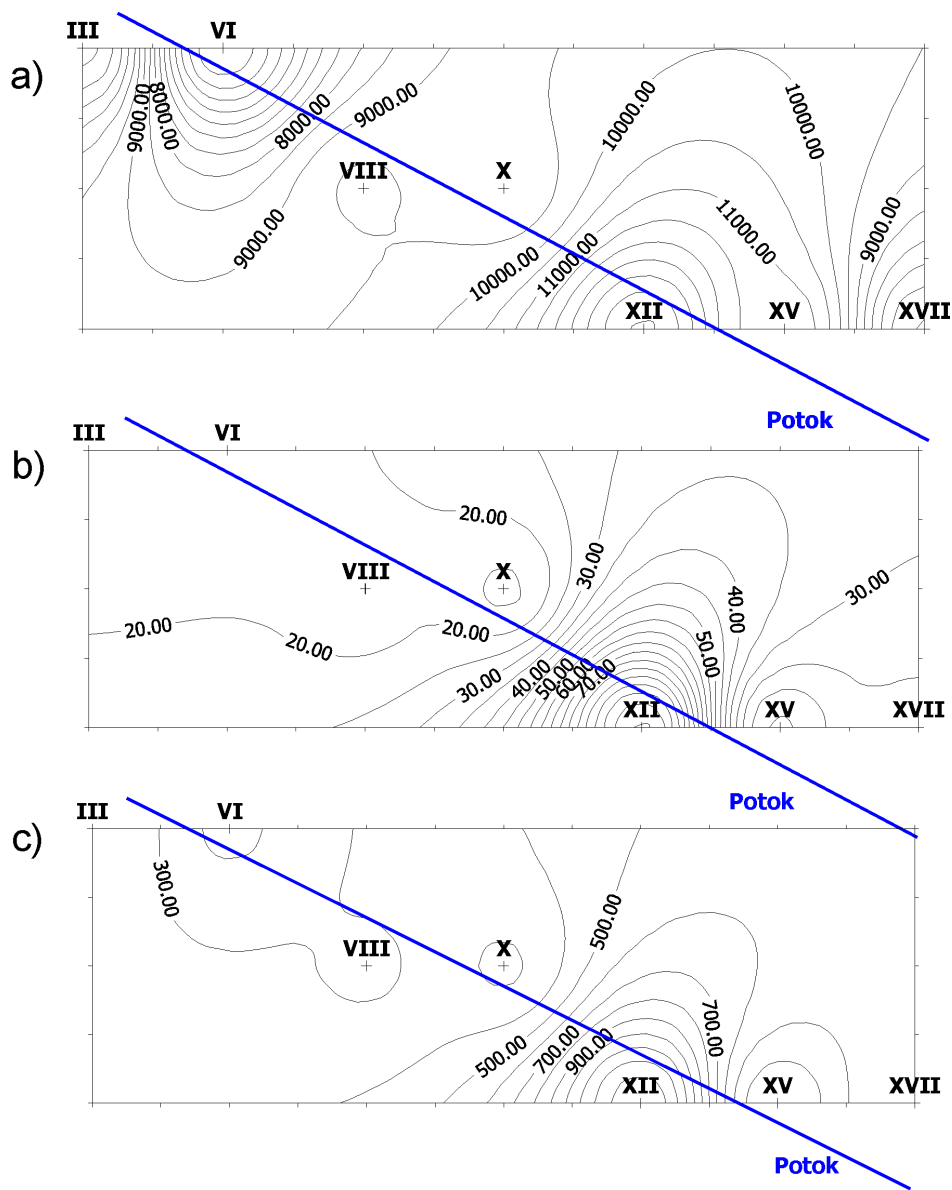 III VI
a)
9000.00 8000.00 8000.00 9000.00 10000.00 10000.00
VIII X
9000.00 10000.00 11000.00 11000.00 9000.00
XII XV XVII
Potok
III VI
b)
20.00
VIII X 30.00 30.00
20.00 20.00 20.00 40.00
30.00 40.00 50.00 60.00 70.00 50.00
XII XV XVII
Potok
III VI
c)
300.00 500.00
VIII X
500.00 700.00 900.00 700.00
XII XV XVII
Potok